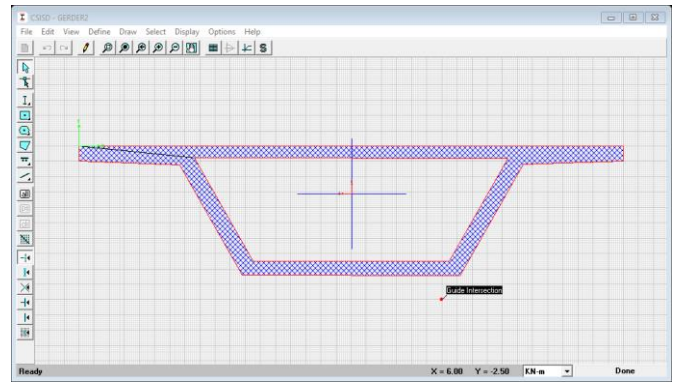 CSISD - GERDER2
File Edit View Define Draw Select Display Options Help
Guide Intersection
Ready X = 6.00 Y = -2.50 KN-m Done